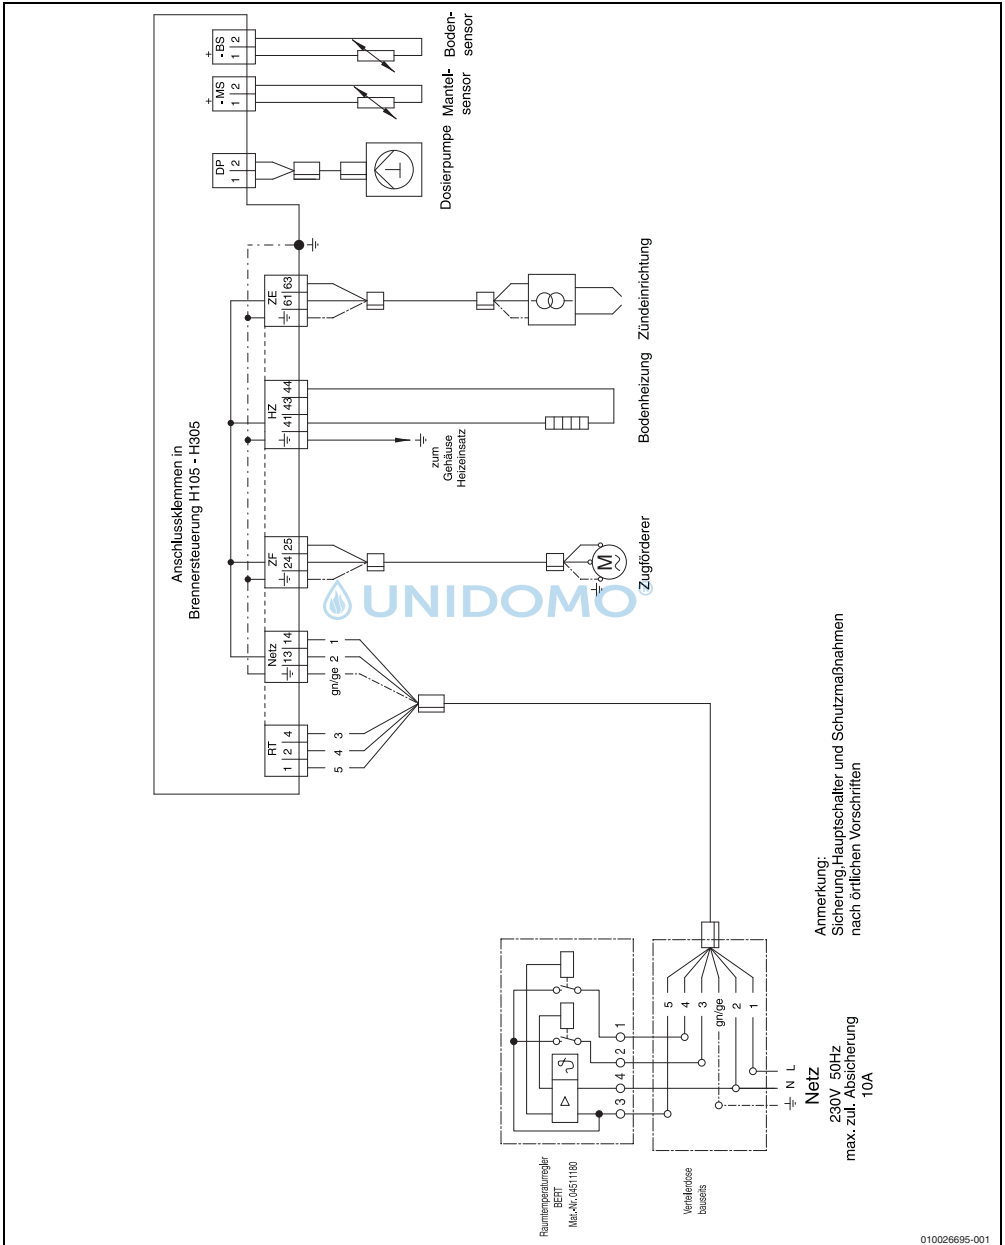 Anschlussklemmen in
Brennersteuerung H105 - H305
+
- BS
1 2
Boden-
sensor
+
- MS
1 2
Mantel-
sensor
DP
1 2
Dosierpumpe
ZE
61 63
Zündeinrichtung
HZ
41 43 44
Bodenheizung
zum
Gehäuse
Heizeinsatz
ZF
24 25
M
Zugförderer
Netz
13 14
gn/ge 2 1
RT
1 2 4
5 4 3
UNIDOMO®
Raumtemperaturregler
BERT
Mat.-Nr. 04511180
3 4 2 1
Verteilerdose
bauseits
5
4
3
gn/ge
2
1
N L
Netz
230V 50Hz
max. zul. Absicherung
10A
Anmerkung:
Sicherung,Hauptschalter und Schutzmaßnahmen
nach örtlichen Vorschriften
010026695-001